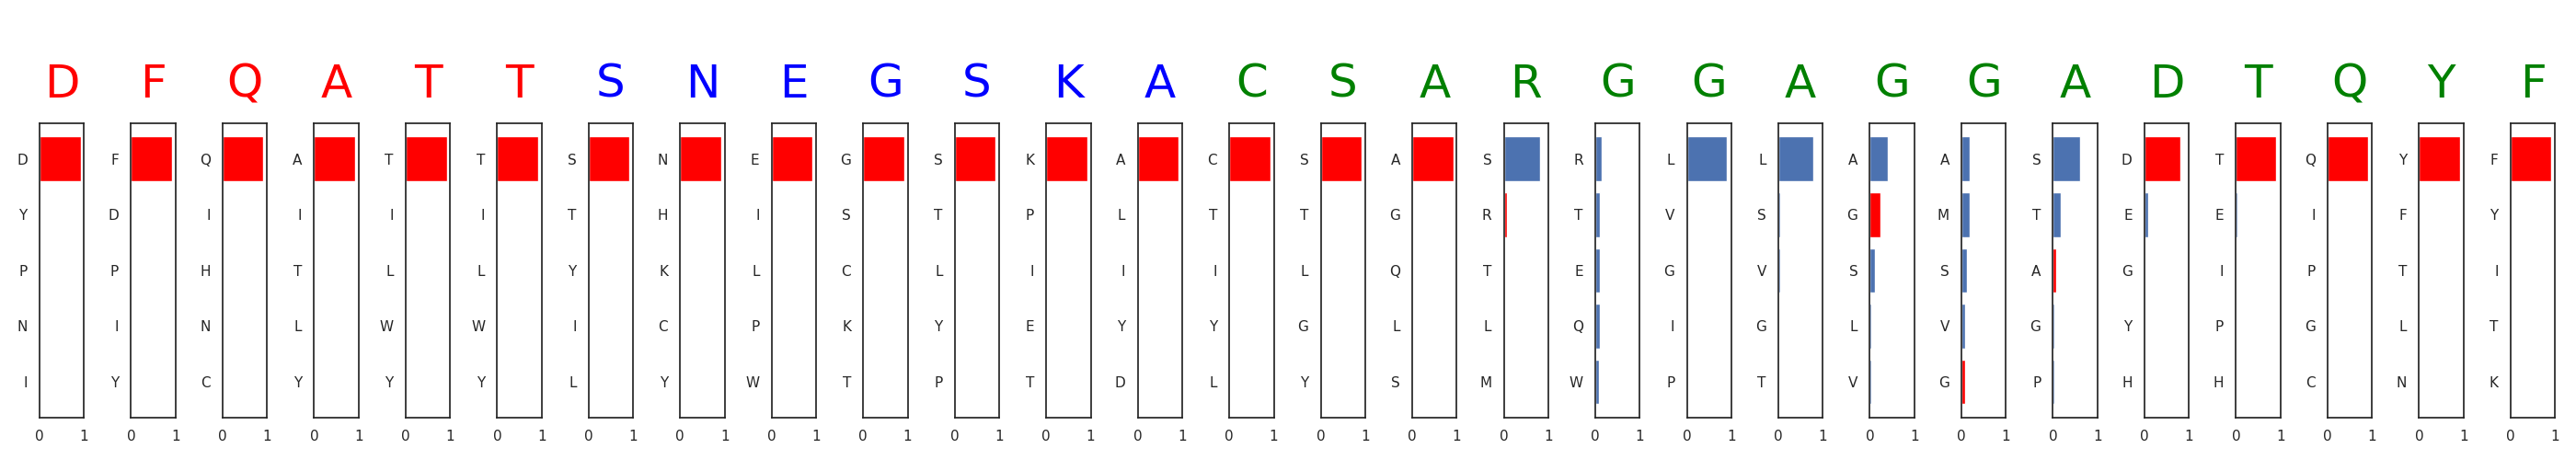 D F Q A T T S N E G S K A C S A R G G A G G A D T Q Y F
D F Q A T T S N E G S K A C S A S R L L A A S D T Q Y F
Y D I I I I T H I S T P L T T G R T V S G M T E E I F Y
P P H T L L Y K L C L I I I L Q T E G V S S A G I P T I
N I N L W W I C P K Y E Y Y G L L Q I G L V G Y P G L T
I Y C Y Y Y L Y W T P T D L Y S M W P T V G P H H C N K
0 1 0 1 0 1 0 1 0 1 0 1 0 1 0 1 0 1 0 1 0 1 0 1 0 1 0 1 0 1 0 1 0 1 0 1 0 1 0 1 0 1 0 1 0 1 0 1 0 1 0 1 0 1 0 1